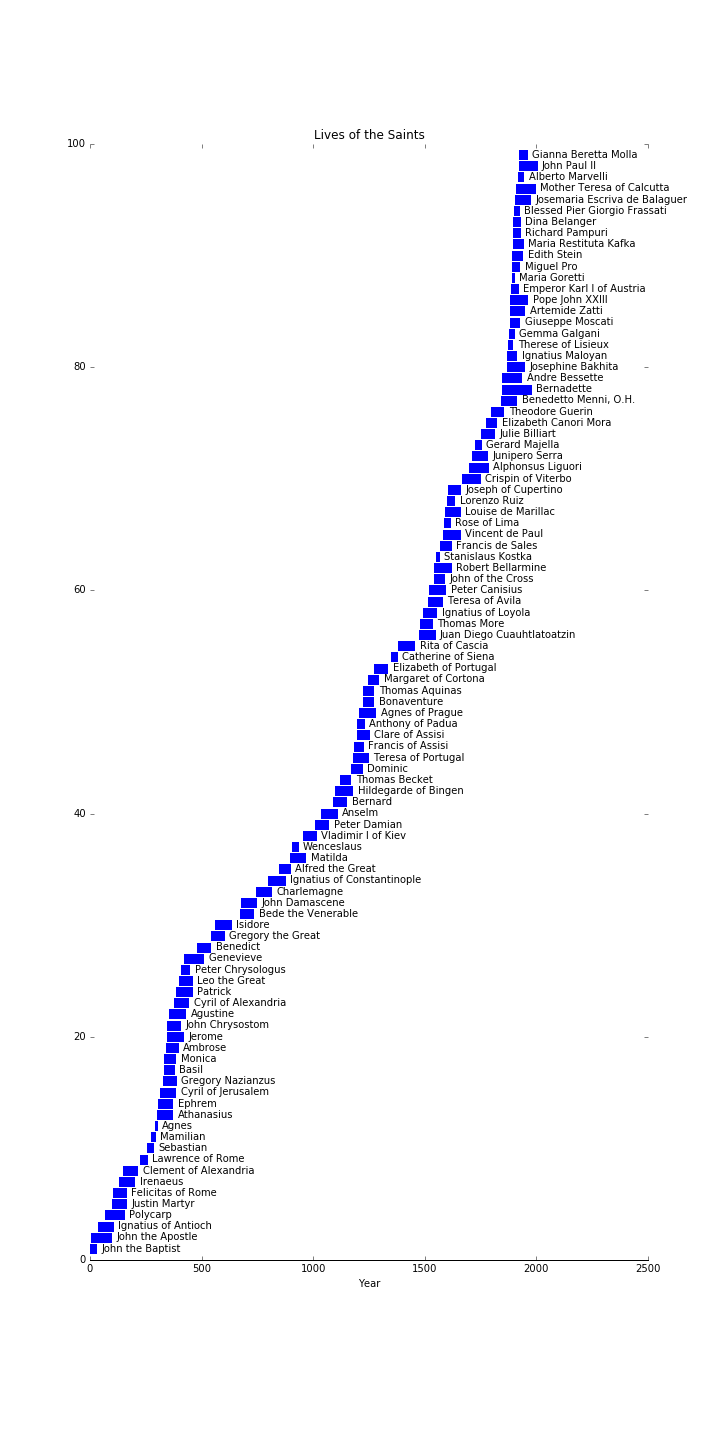 Lives of the Saints
100
Gianna Beretta Molla
John Paul II
Alberto Marvelli
Mother Teresa of Calcutta
Josemaria Escriva de Balaguer
Blessed Pier Giorgio Frassati
Dina Belanger
Richard Pampuri
Maria Restituta Kafka
Edith Stein
Miguel Pro
Maria Goretti
Emperor Karl I of Austria
Pope John XXIII
Artemide Zatti
Giuseppe Moscati
Gemma Galgani
Therese of Lisieux
Ignatius Maloyan
80
Josephine Bakhita
Andre Bessette
Bernadette
Benedetto Menni, O.H.
Theodore Guerin
Elizabeth Canori Mora
Julie Billiart
Gerard Majella
Junipero Serra
Alphonsus Liguori
Crispin of Viterbo
Joseph of Cupertino
Lorenzo Ruiz
Louise de Marillac
Rose of Lima
Vincent de Paul
Francis de Sales
Stanislaus Kostka
Robert Bellarmine
John of the Cross
60
Peter Canisius
Teresa of Avila
Ignatius of Loyola
Thomas More
Juan Diego Cuauhtlatoatzin
Rita of Cascia
Catherine of Siena
Elizabeth of Portugal
Margaret of Cortona
Thomas Aquinas
Bonaventure
Agnes of Prague
Anthony of Padua
Clare of Assisi
Francis of Assisi
Teresa of Portugal
Dominic
Thomas Becket
Hildegarde of Bingen
Bernard
40
Anselm
Peter Damian
Vladimir I of Kiev
Wenceslaus
Matilda
Alfred the Great
Ignatius of Constantinople
Charlemagne
John Damascene
Bede the Venerable
Isidore
Gregory the Great
Benedict
Genevieve
Peter Chrysologus
Leo the Great
Patrick
Cyril of Alexandria
Agustine
John Chrysostom
20
Jerome
Ambrose
Monica
Basil
Gregory Nazianzus
Cyril of Jerusalem
Ephrem
Athanasius
Agnes
Mamilian
Sebastian
Lawrence of Rome
Clement of Alexandria
Irenaeus
Felicitas of Rome
Justin Martyr
Polycarp
Ignatius of Antioch
John the Apostle
John the Baptist
0
0 500 1000 1500 2000 2500
Year